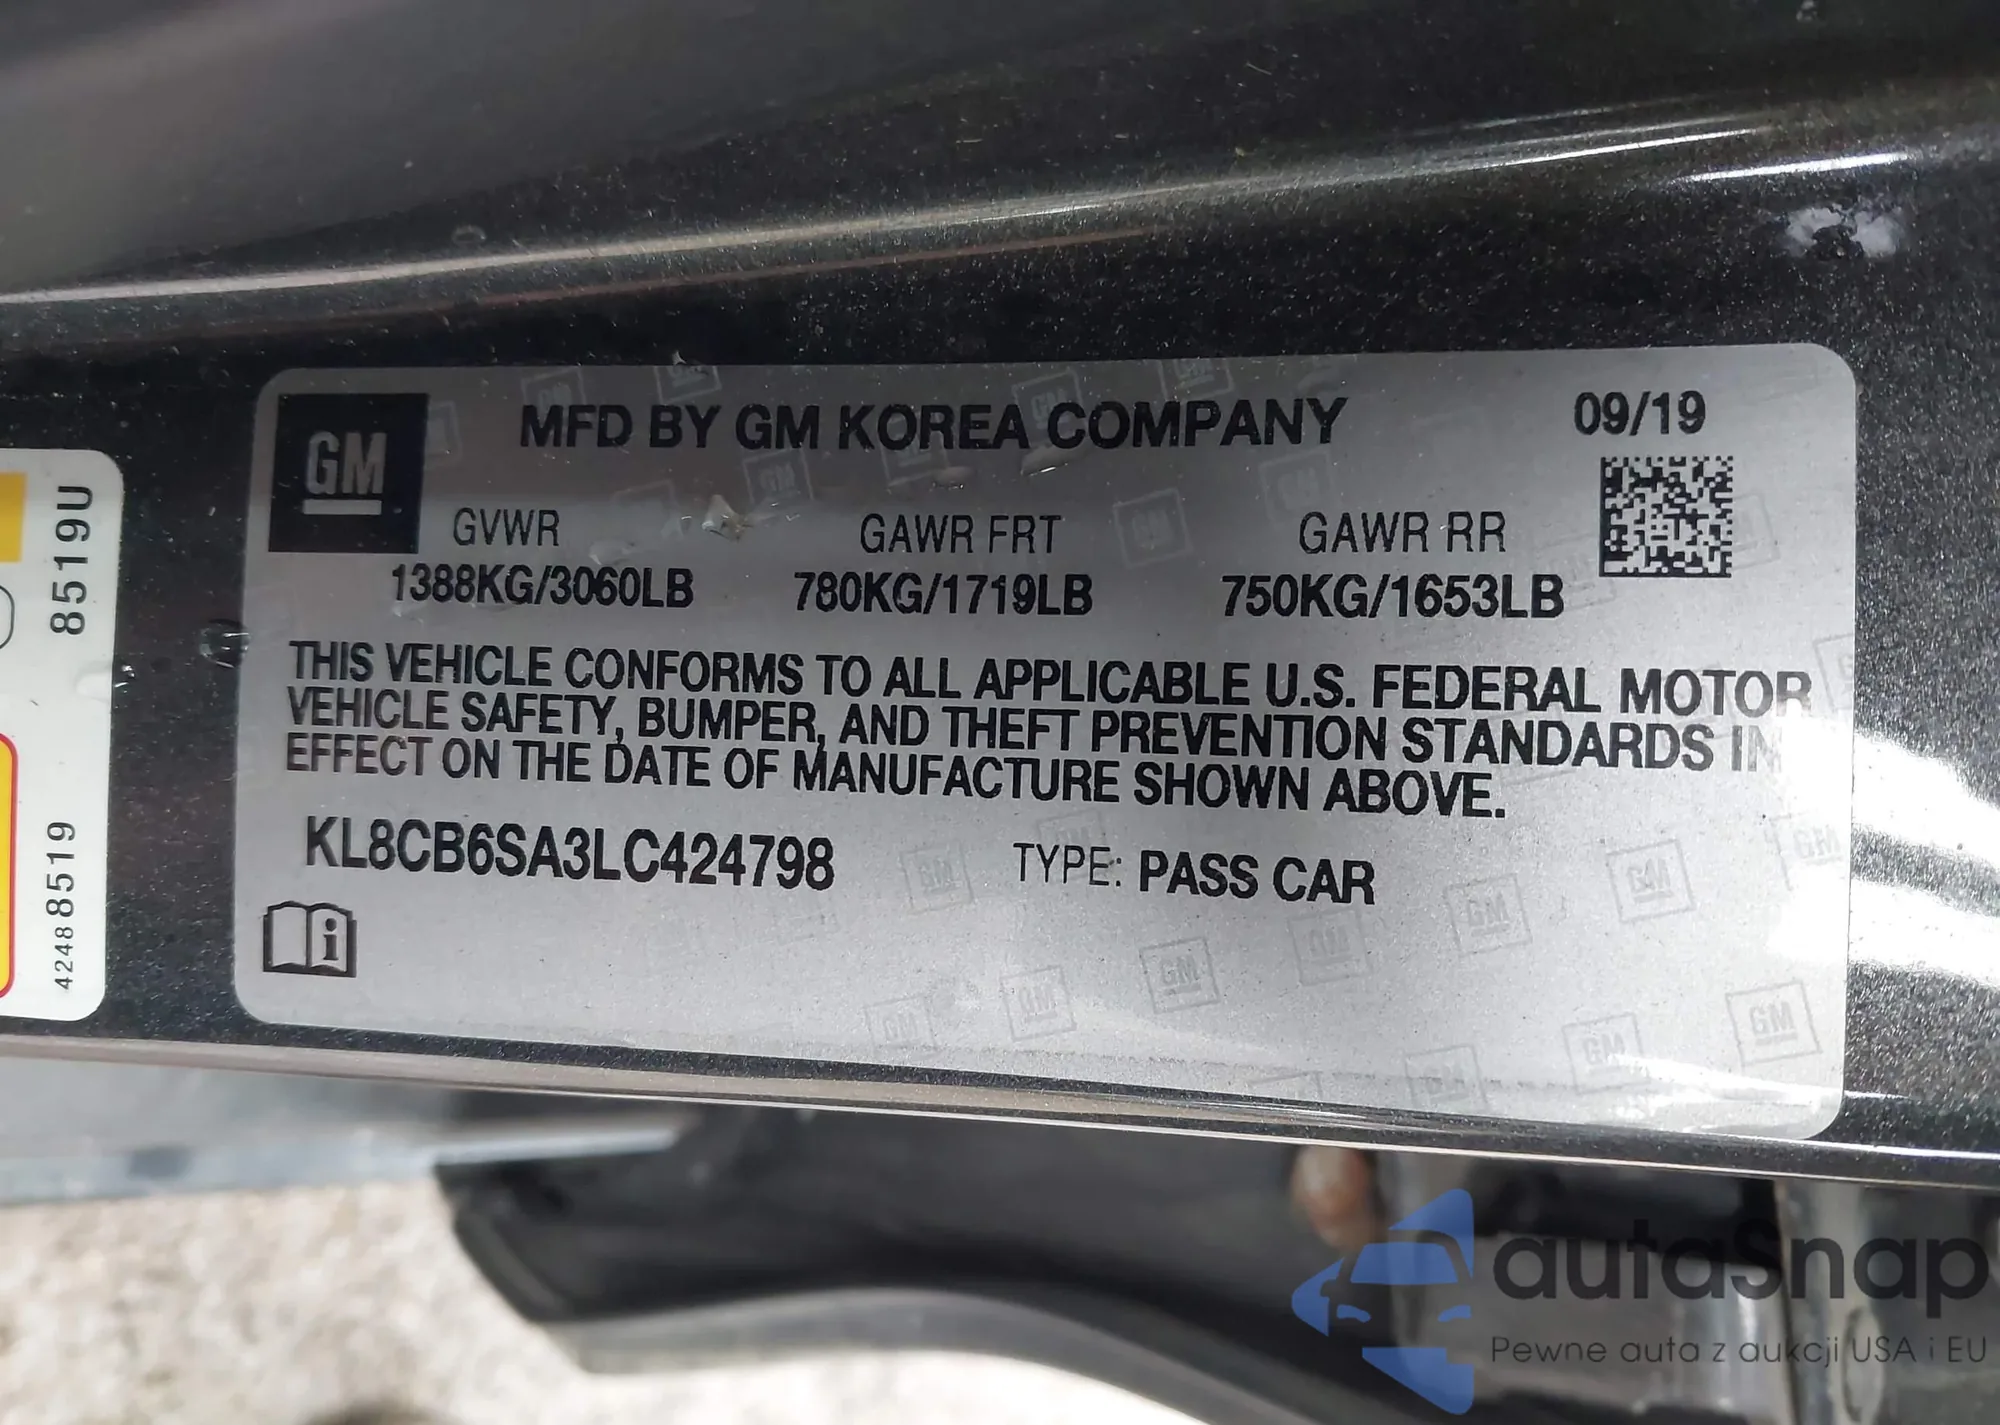 GM
MFD BY GM KOREA COMPANY
09/19
GVWR
GAWR FRT
GAWR RR
1388KG/3060LB
780KG/1719LB
750KG/1653LB
THIS VEHICLE CONFORMS TO ALL APPLICABLE U.S. FEDERAL MOTOR
VEHICLE SAFETY, BUMPER, AND THEFT PREVENTION STANDARDS IN
EFFECT ON THE DATE OF MANUFACTURE SHOWN ABOVE.
KL8CB6SA3LC424798
TYPE: PASS CAR
42488519
8519U
autaSnap
Pewne auta z aukcji USA i EU